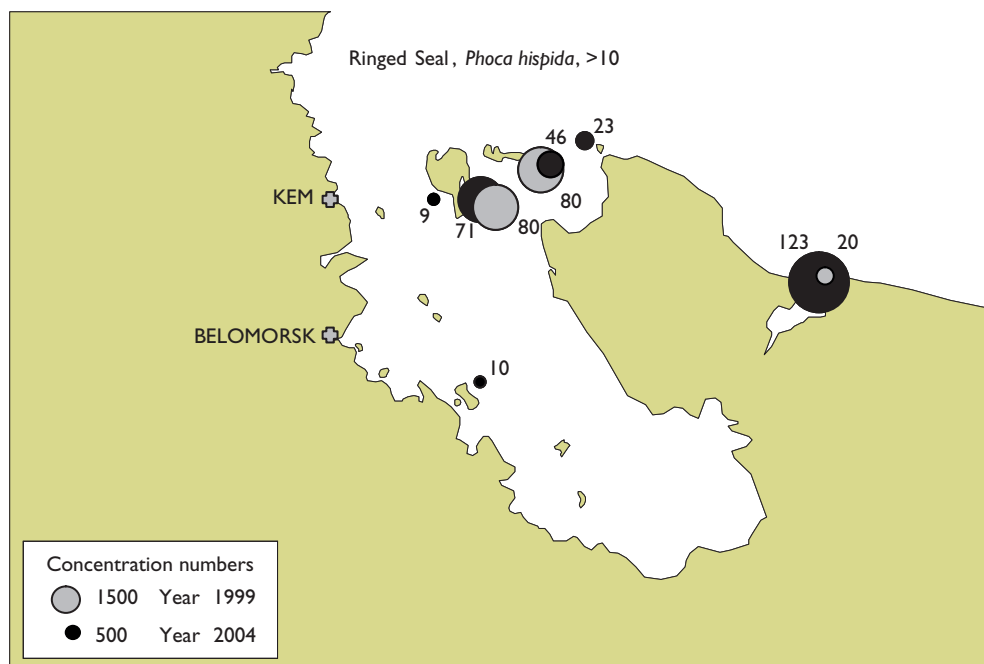 Ringed Seal, Phoca hispida, >10
46 23
KEM
9 71 80 80
123 20
BELOMORSK
10
Concentration numbers
1500 Year 1999
500 Year 2004